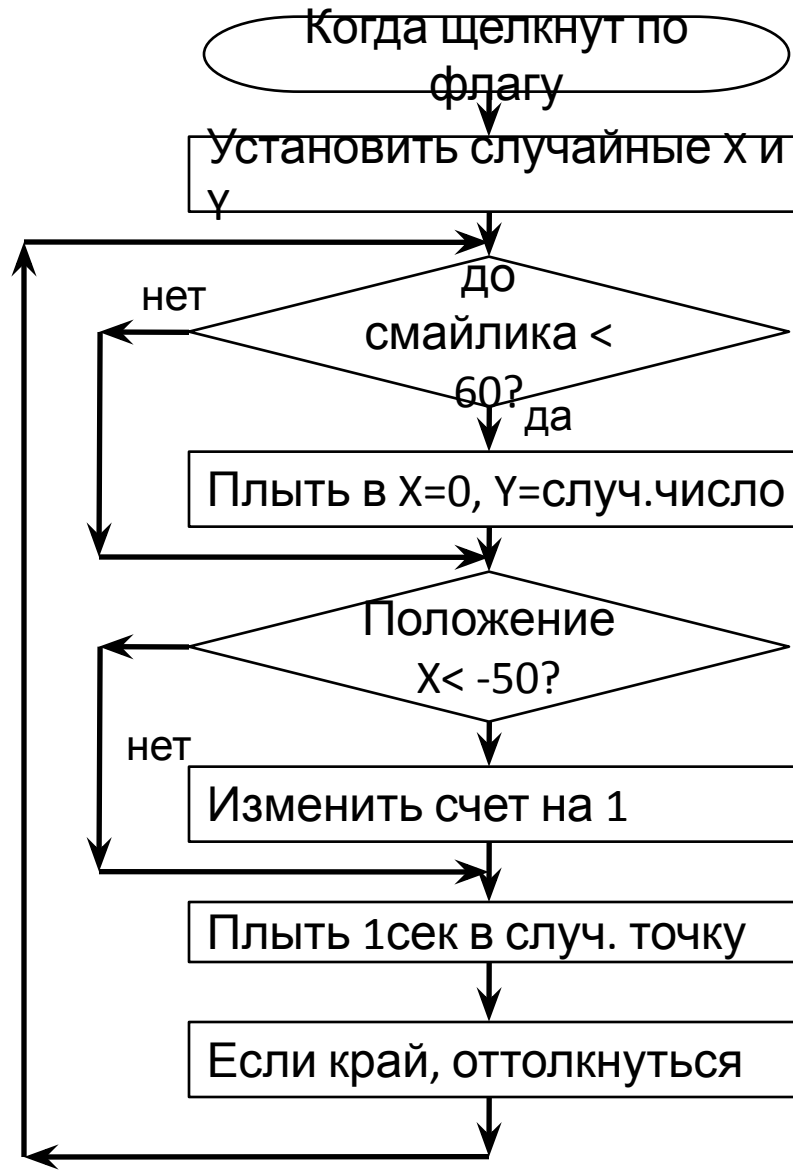 Когда щелкнут по
флагу
Установить случайные X и
Y
до
нет
смайлика <
60?
да
Плыть в X=0, Y=случ.число
Положение
X< -50?
нет
Изменить счет на 1
Плыть 1сек в случ. точку
Если край, оттолкнуться